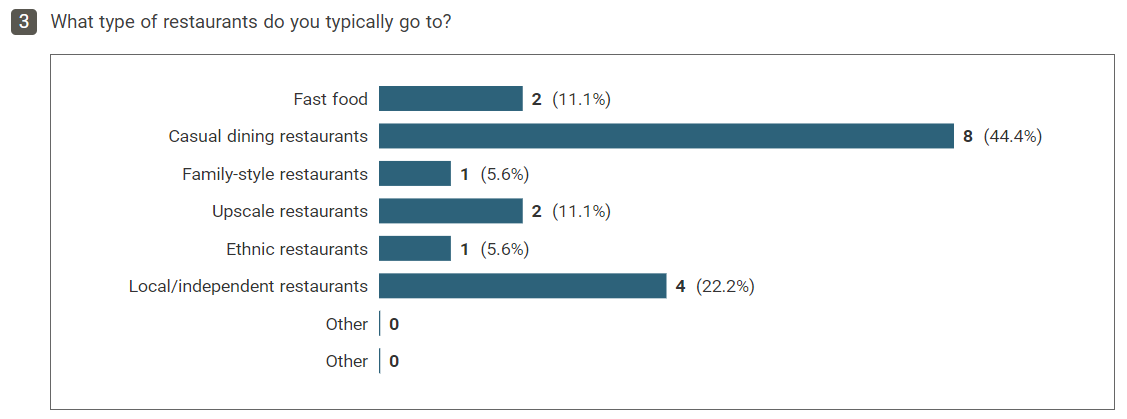 3 What type of restaurants do you typically go to?
Fast food 2 (11.1%)
Casual dining restaurants 8 (44.4%)
Family-style restaurants 1 (5.6%)
Upscale restaurants 2 (11.1%)
Ethnic restaurants 1 (5.6%)
Local/independent restaurants 4 (22.2%)
Other 0
Other 0